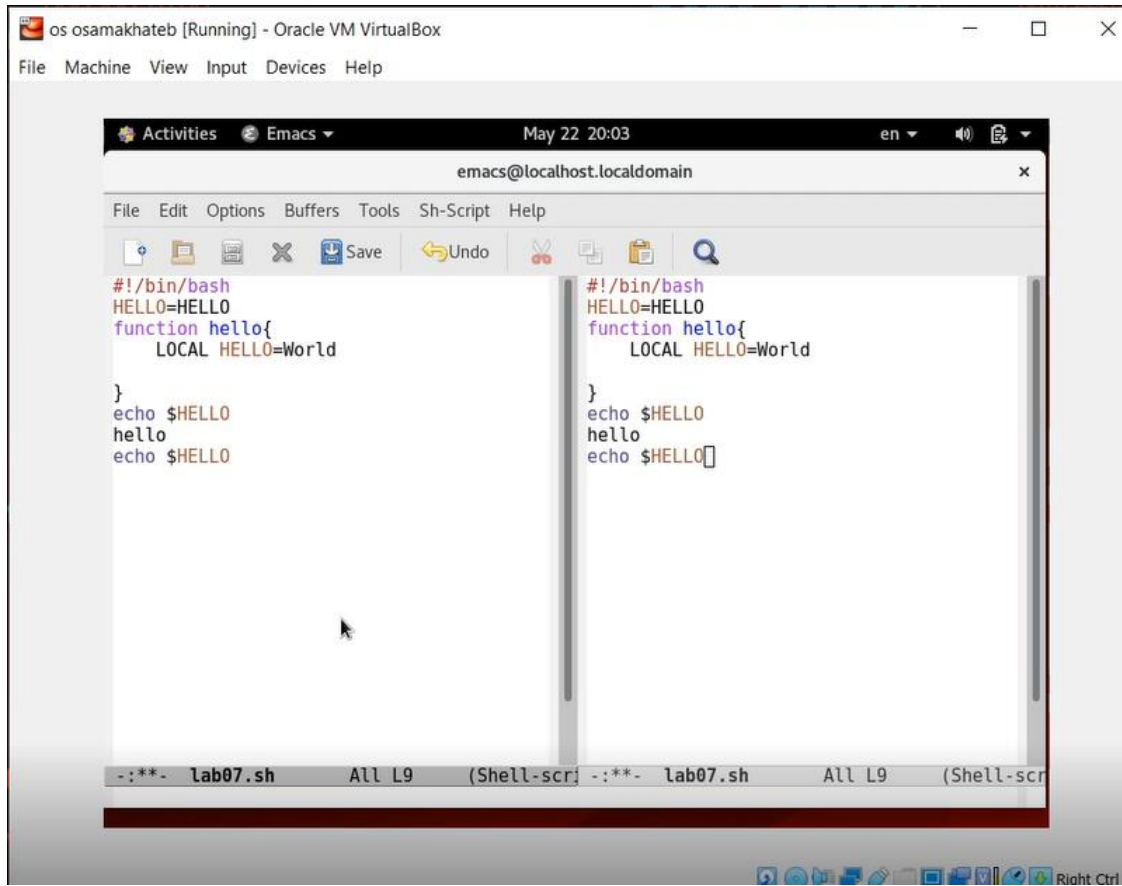 os osamakhateb [Running] - Oracle VM VirtualBox
File Machine View Input Devices Help
Activities Emacs May 22 20:03 en
emacs@localhost.localdomain
File Edit Options Buffers Tools Sh-Script Help
Save Undo
#!/bin/bash
HELLO=HELLO
function hello{
    LOCAL HELLO=World
}
echo $HELLO
hello
echo $HELLO
-:**- lab07.sh All L9 (Shell-scri
#!/bin/bash
HELLO=HELLO
function hello{
    LOCAL HELLO=World
}
echo $HELLO
hello
echo $HELLO
-:**- lab07.sh All L9 (Shell-scr
Right Ctrl